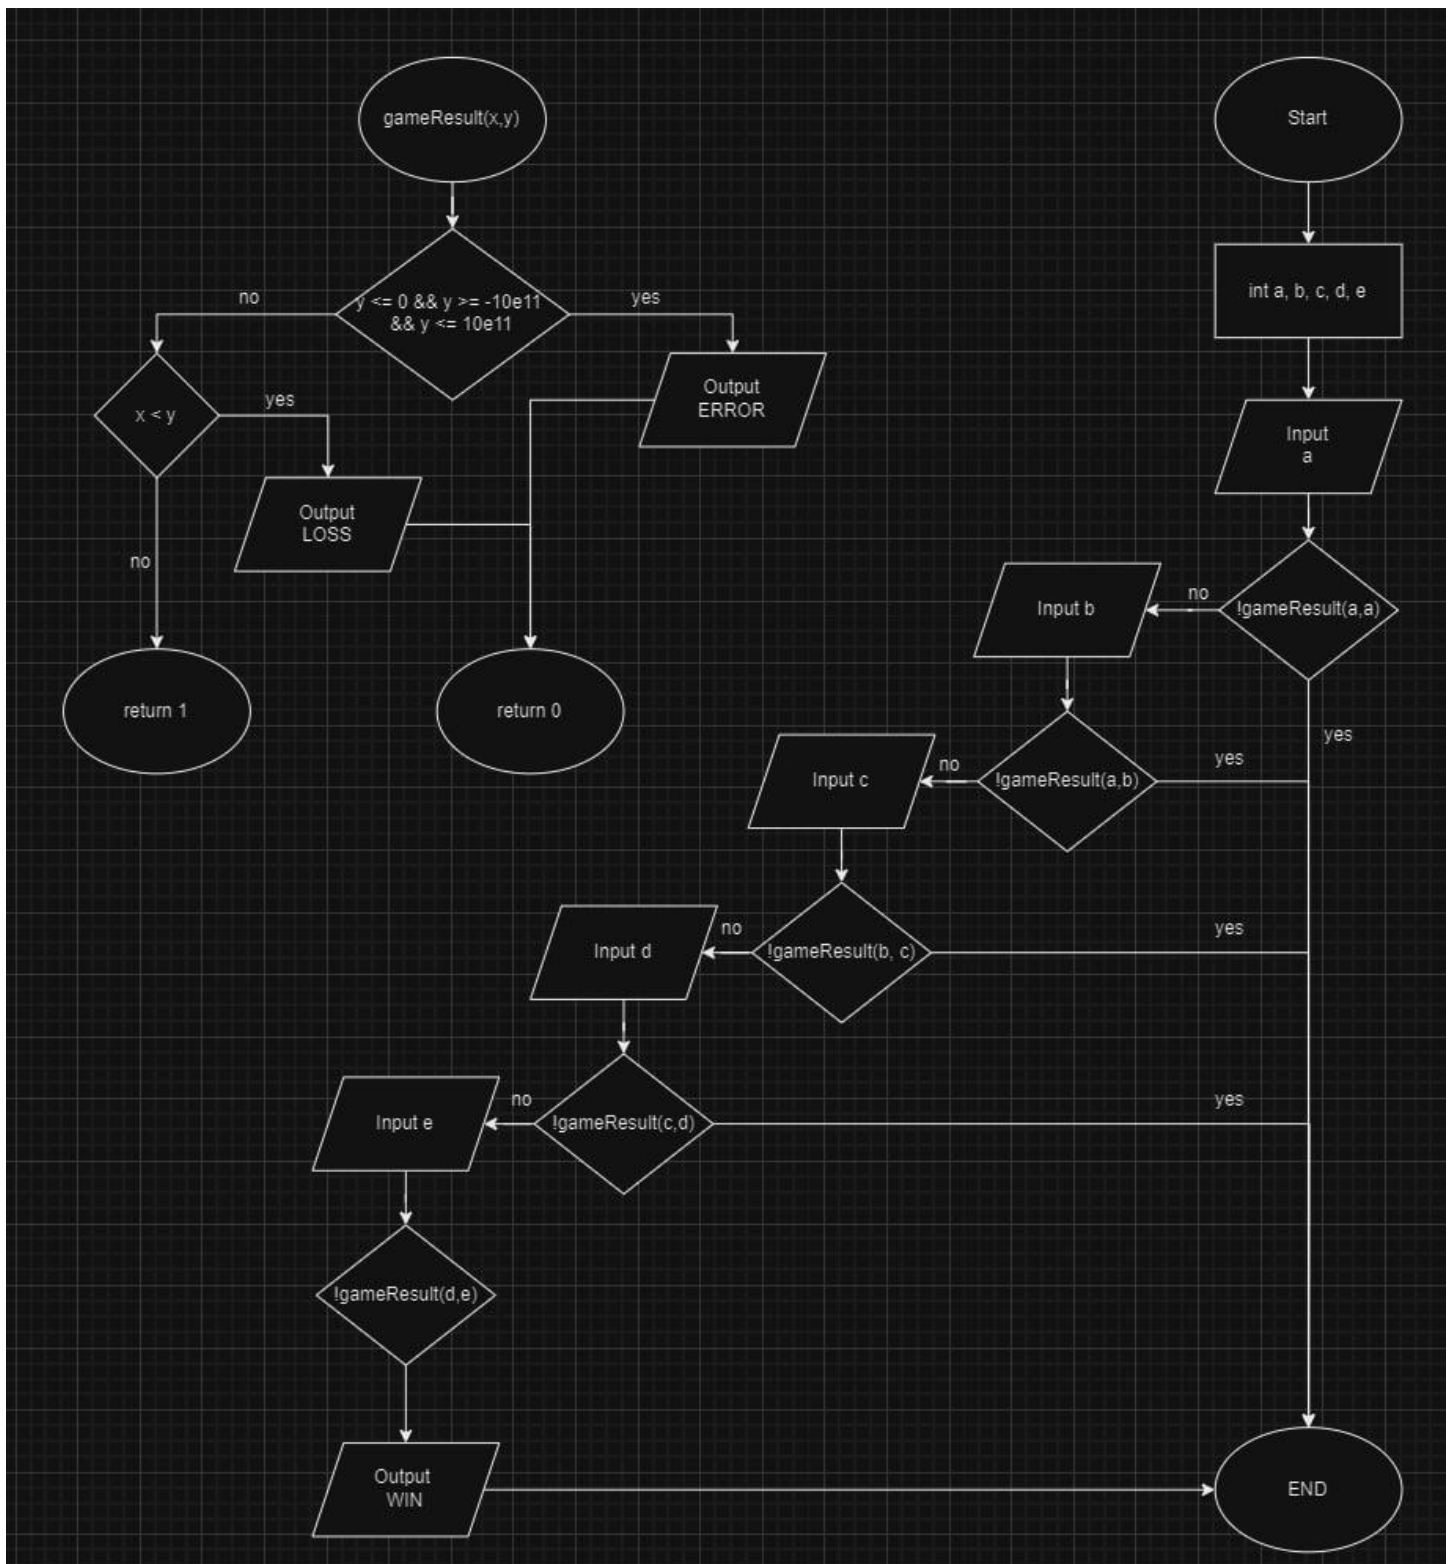 gameResult(x,y)
no
y <= 0 && y >= -10e11
&& y <= 10e11
yes
x < y
yes
Output
ERROR
Output
LOSS
no
return 1
return 0
Start
int a, b, c, d, e
Input
a
!gameResult(a,a)
no
yes
Input b
!gameResult(a,b)
no
yes
Input c
!gameResult(b, c)
no
yes
Input d
!gameResult(c,d)
no
yes
Input e
!gameResult(d,e)
Output
WIN
END